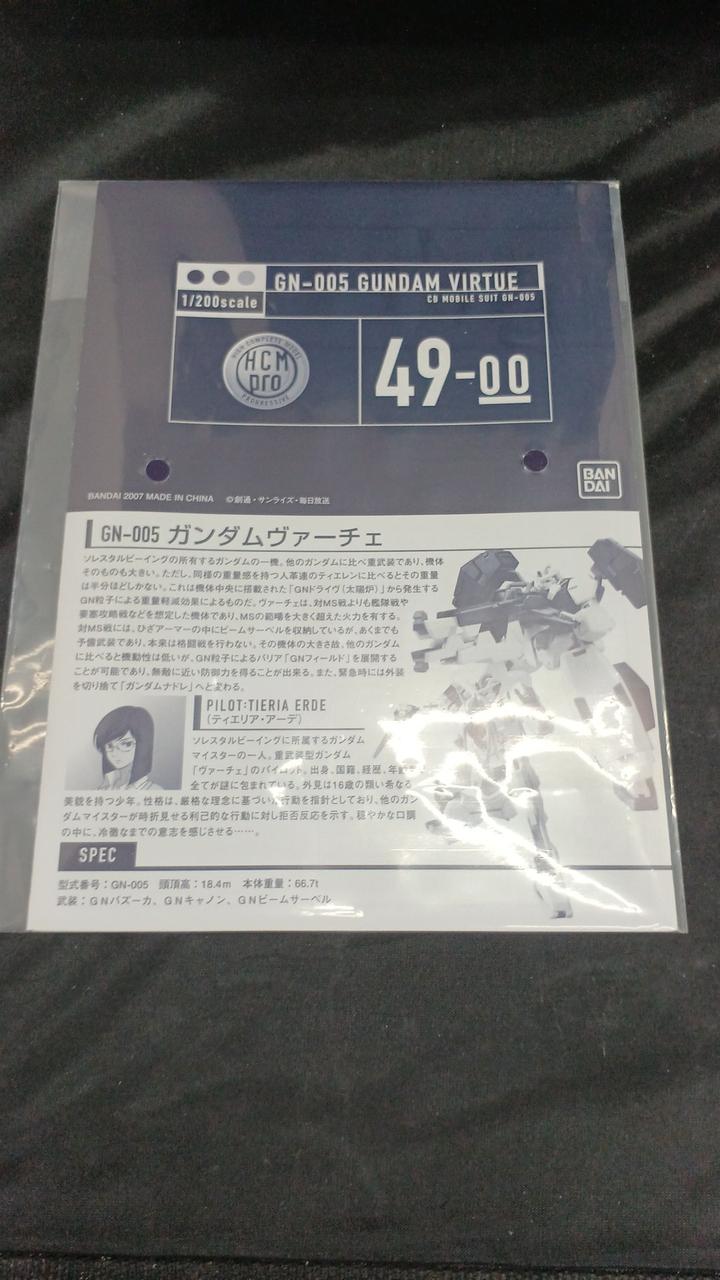 GN-005 GUNDAM VIRTUE
1/200scale
CB MOBILE SUIT GN-005
HIGH COMPLETE MODEL
HCM
pro
PROGRESSIVE
49-00
BANDAI 2007 MADE IN CHINA ©創通・サンライズ・毎日放送
BAN
DAI
GN-005 ガンダムヴァーチェ
ソレスタルビーイングの所有するガンダムの一機。他のガンダムに比べ重武装であり、機体
そのものも大きい。ただし、同様の重量感を持つ人革連のティエレンに比べるとその重量
は半分ほどしかない。これは機体中央に搭載された「GNドライヴ(太陽炉)」から発生する
GN粒子による重量軽減効果によるものだ。ヴァーチェは、対MS戦よりも艦隊戦や
要塞攻略戦などを想定した機体であり、MSの範疇を大きく超えた火力を有する。
対MS戦には、ひざアーマーの中にビームサーベルを収納しているが、あくまでも
予備武装であり、本来は格闘戦を行わない。その機体の大きさ故、他のガンダム
に比べると機動性は低いが、GN粒子によるバリア「GNフィールド」を展開する
ことが可能であり、無敵に近い防御力を得ることが出来る。また、緊急時には外装
を切り捨て「ガンダムナドレ」へと変わる。
PILOT:TIERIA ERDE
(ティエリア・アーデ)
ソレスタルビーイングに所属するガンダム
マイスターの一人。重武装型ガンダム
「ヴァーチェ」のパイロット。出身、国籍、経歴、年齢
全てが謎に包まれている。外見は16歳の類い希なる
美貌を持つ少年。性格は、厳格な理念に基づいた行動を指針としており、他のガン
ダムマイスターが時折見せる利己的な行動に対し拒否反応を示す。穏やかな口調
の中に、冷徹なまでの意志を感じさせる……。
SPEC
型式番号：GN-005 頭頂高：18.4m 本体重量：66.7t
武装：GNバズーカ、GNキャノン、GNビームサーベル